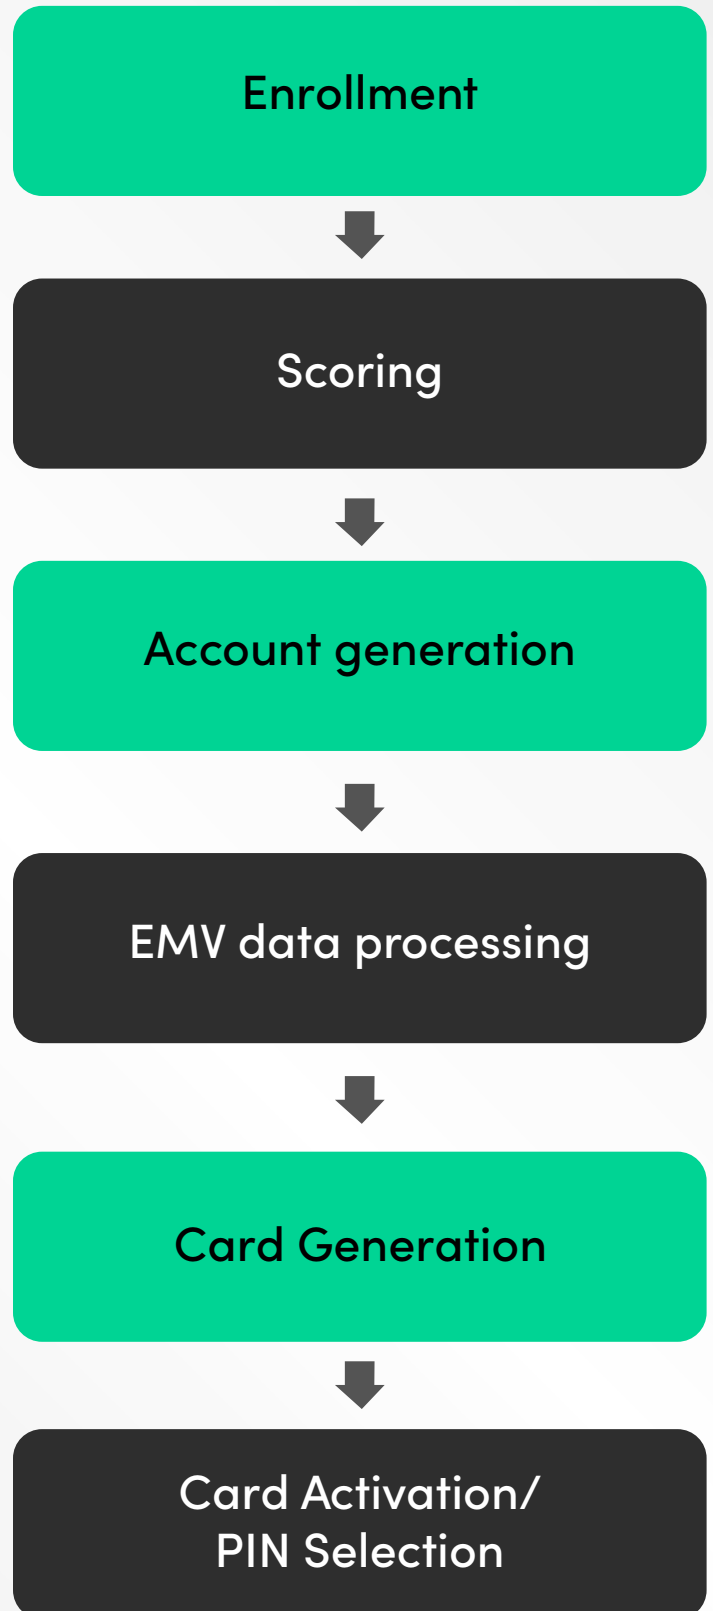 Enrollment
Scoring
Account generation
EMV data processing
Card Generation
Card Activation/
PIN Selection